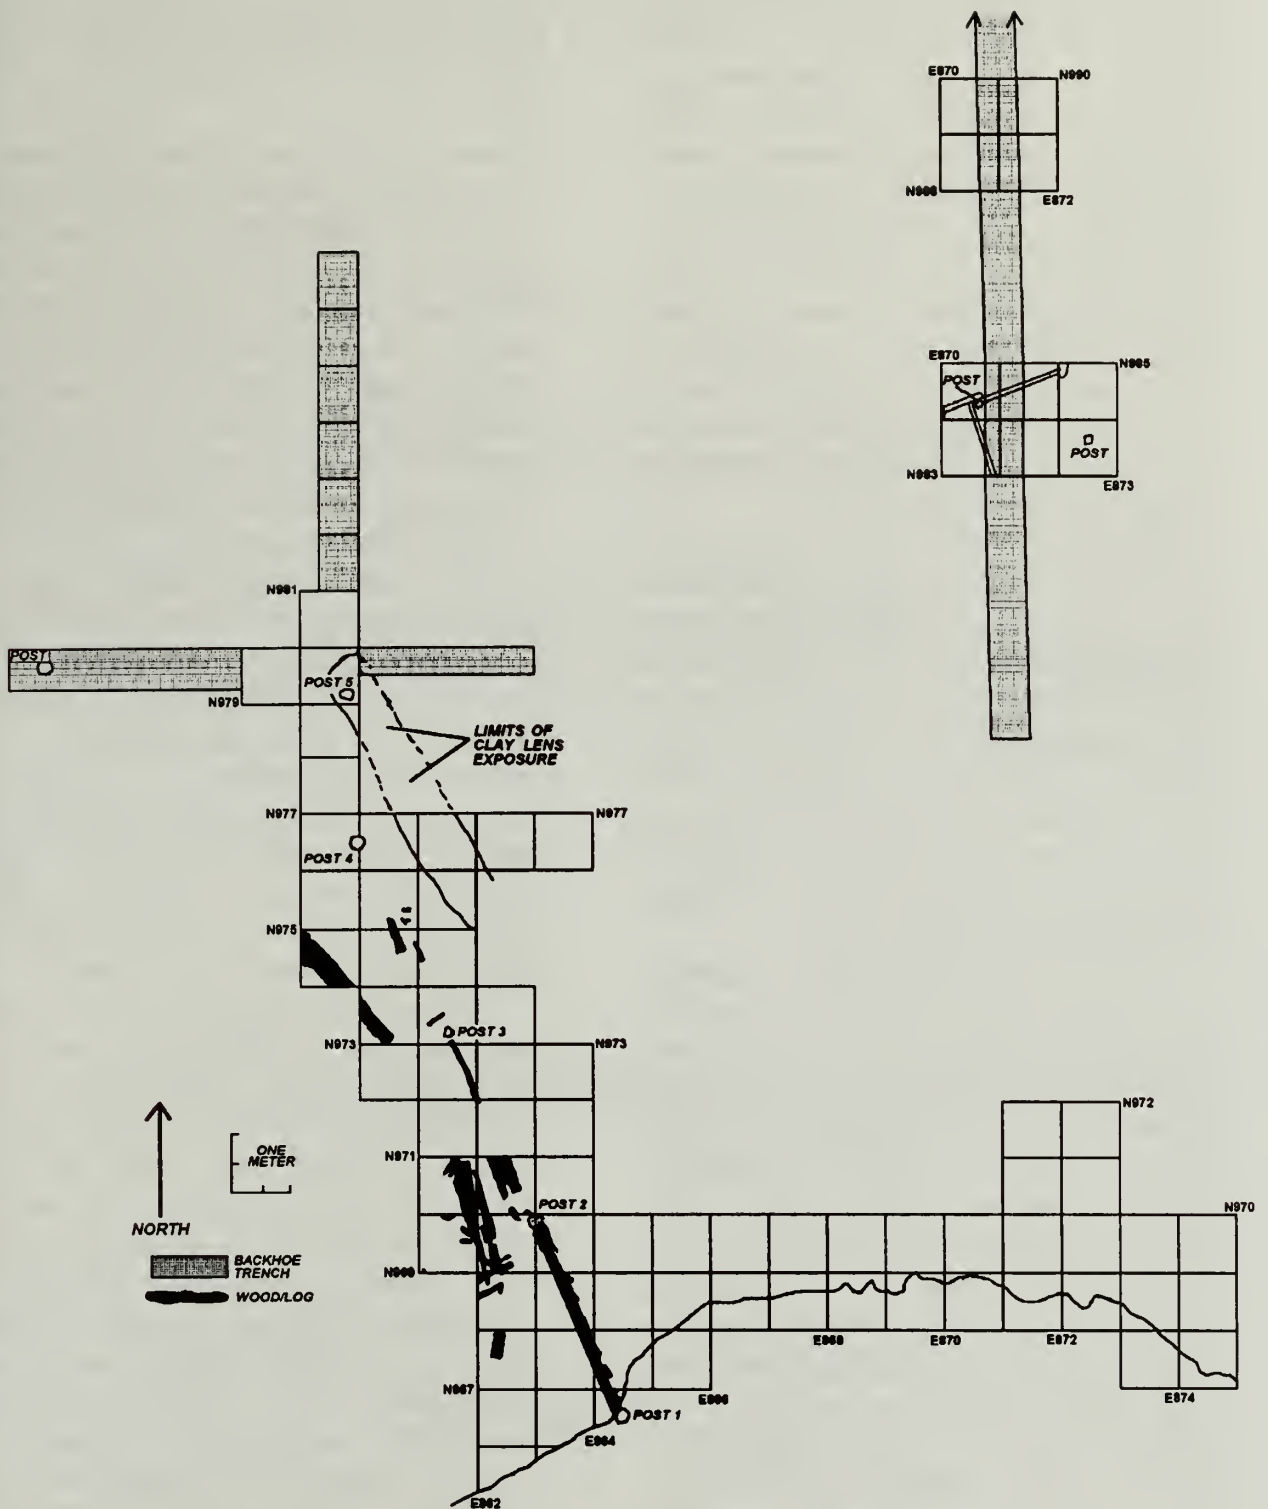 E870
N990
N988
E872
E870
N985
POST
POST
N983
E873
N981
POST
POST 5
N979
LIMITS OF
CLAY LENS
EXPOSURE
N977
N977
POST 4
N975
POST 3
N973
N973
N972
ONE
METER
N971
NORTH
POST 2
N970
BACKHOE
TRENCH
N969
WOOD/LOG
E868
E870
E872
N967
E866
E874
POST 1
E864
E862